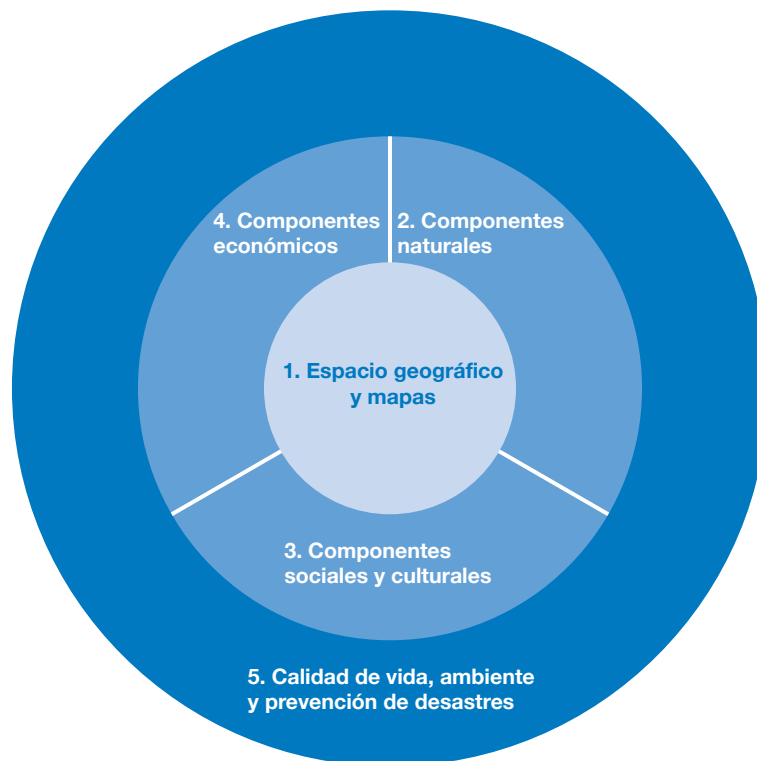 4. Componentes
económicos
2. Componentes
naturales
1. Espacio geográfico
y mapas
3. Componentes
sociales y culturales
5. Calidad de vida, ambiente
y prevención de desastres